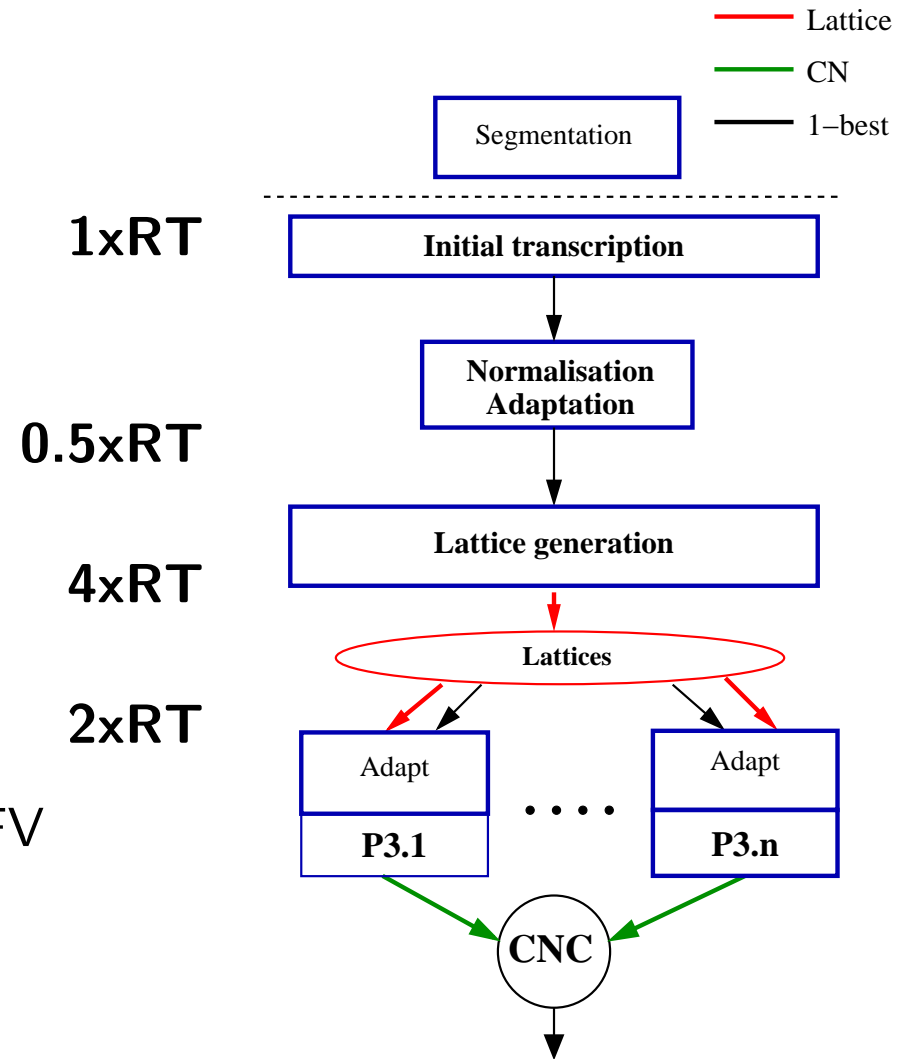 Lattice
CN
1−best
Segmentation
1xRT
Initial transcription
Normalisation
Adaptation
0.5xRT
Lattice generation
4xRT
Lattices
2xRT
Adapt
Adapt
FV
P3.1
P3.n
CNC